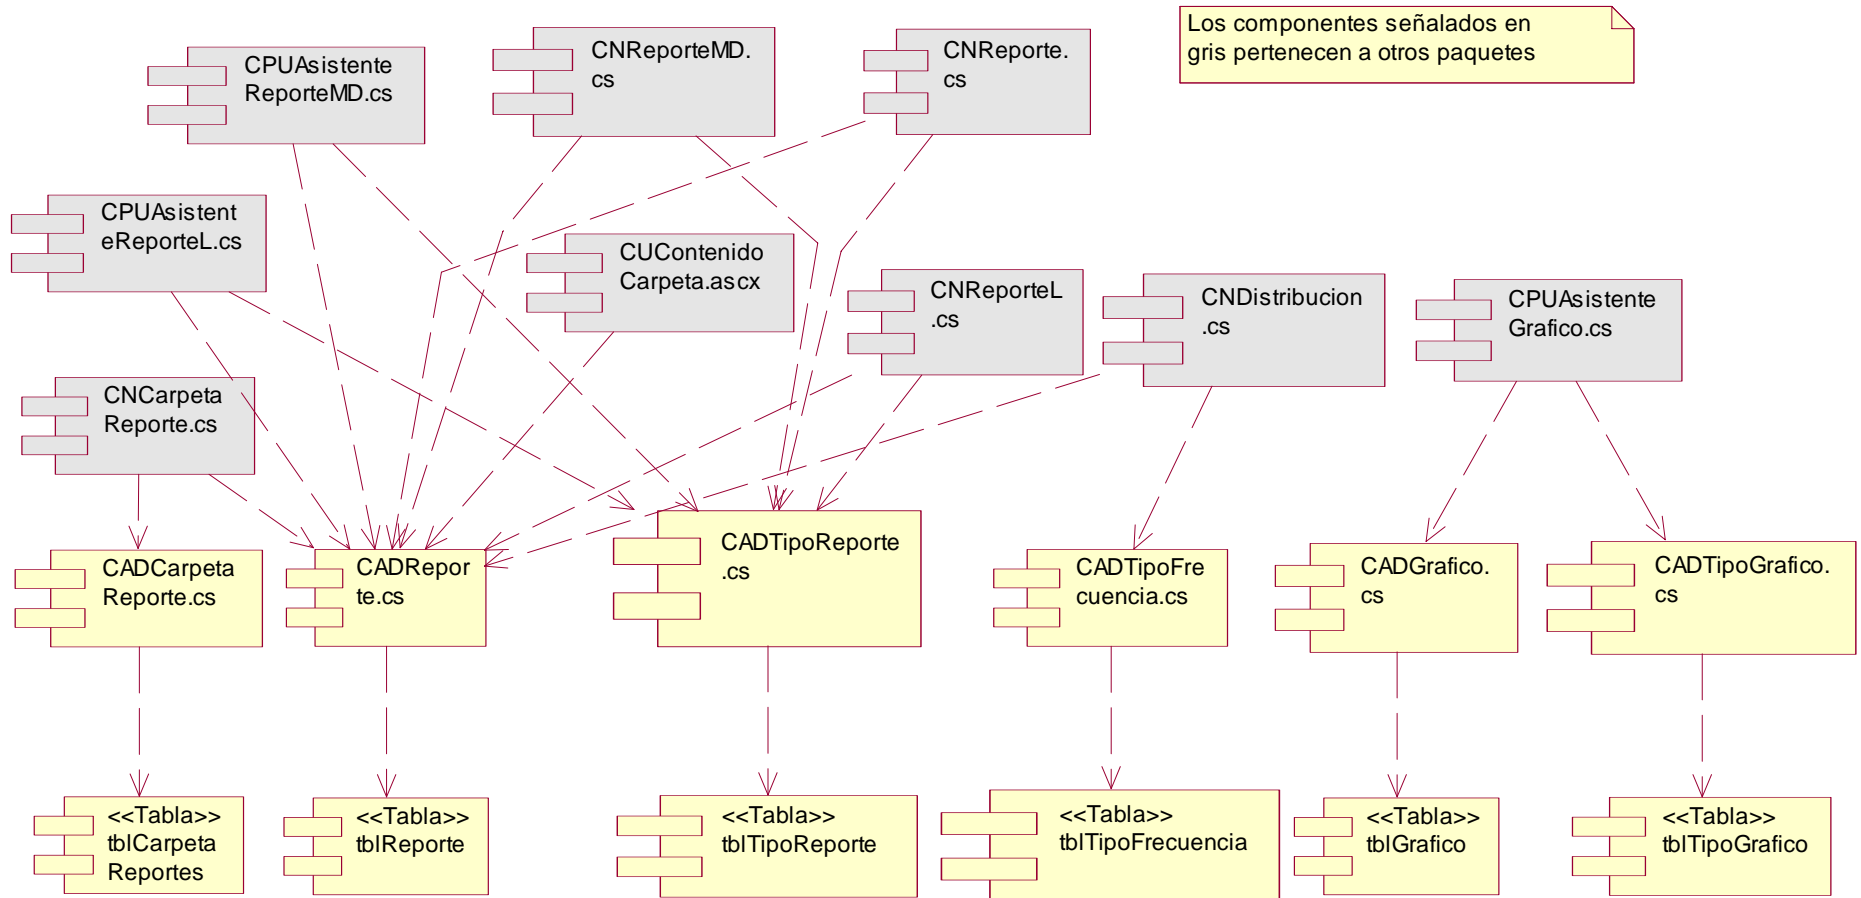 Los componentes señalados en
gris pertenecen a otros paquetes
CPUAsistente
ReporteMD.cs
CNReporteMD.
cs
CNReporte.
cs
CPUAsistent
eReporteL.cs
CUContenido
Carpeta.ascx
CNReporteL
.cs
CNDistribucion
.cs
CPUAsistente
Grafico.cs
CNCarpeta
Reporte.cs
CADCarpeta
Reporte.cs
CADRepor
te.cs
CADTipoReporte
.cs
CADTipoFre
cuencia.cs
CADGrafico.
cs
CADTipoGrafico.
cs
<<Tabla>>
tblCarpeta
Reportes
<<Tabla>>
tblReporte
<<Tabla>>
tblTipoReporte
<<Tabla>>
tblTipoFrecuencia
<<Tabla>>
tblGrafico
<<Tabla>>
tblTipoGrafico